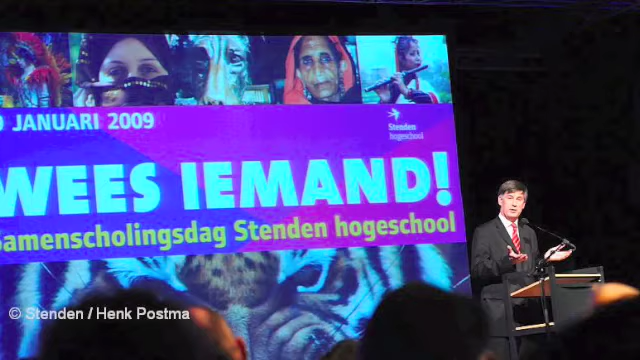 JANUARI 2009
Stenden
hogeschool
WEES IEMAND!
Samenscholingsdag Stenden hogeschool
© Stenden / Henk Postma